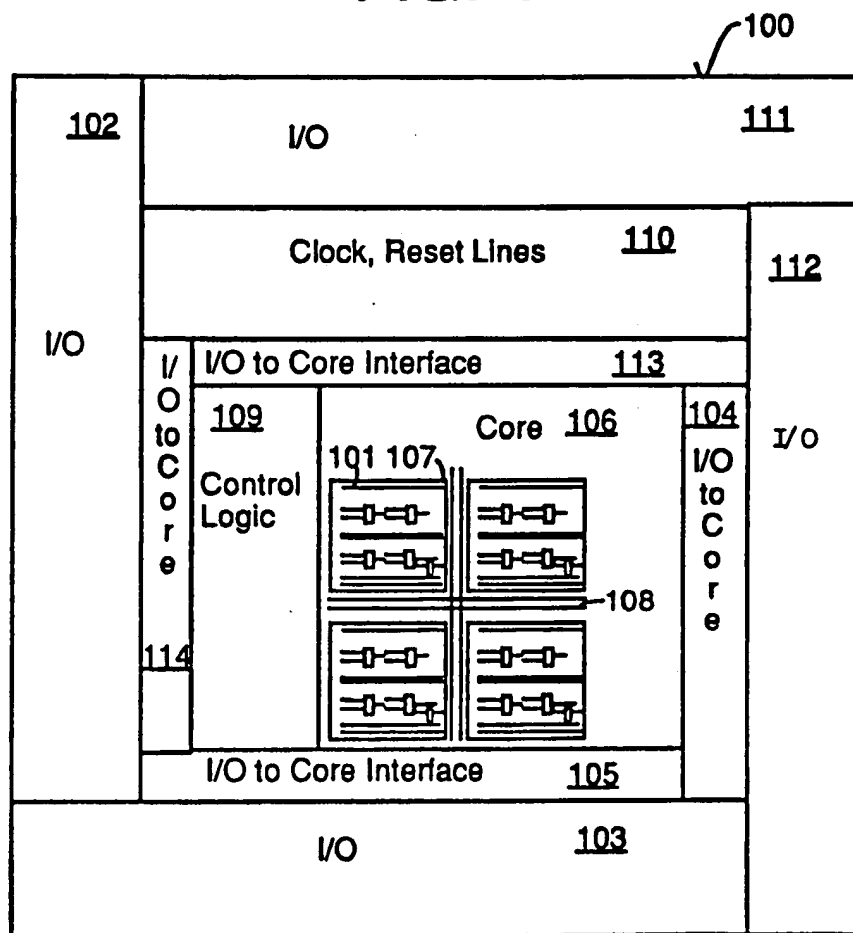 100
102
I/O
111
Clock, Reset Lines
110
112
I/O
I/O to Core Interface
113
I/O to Core
109
Core
106
104
I/O
101
107
Control
Logic
I/O to Core
108
114
I/O to Core Interface
105
I/O
103